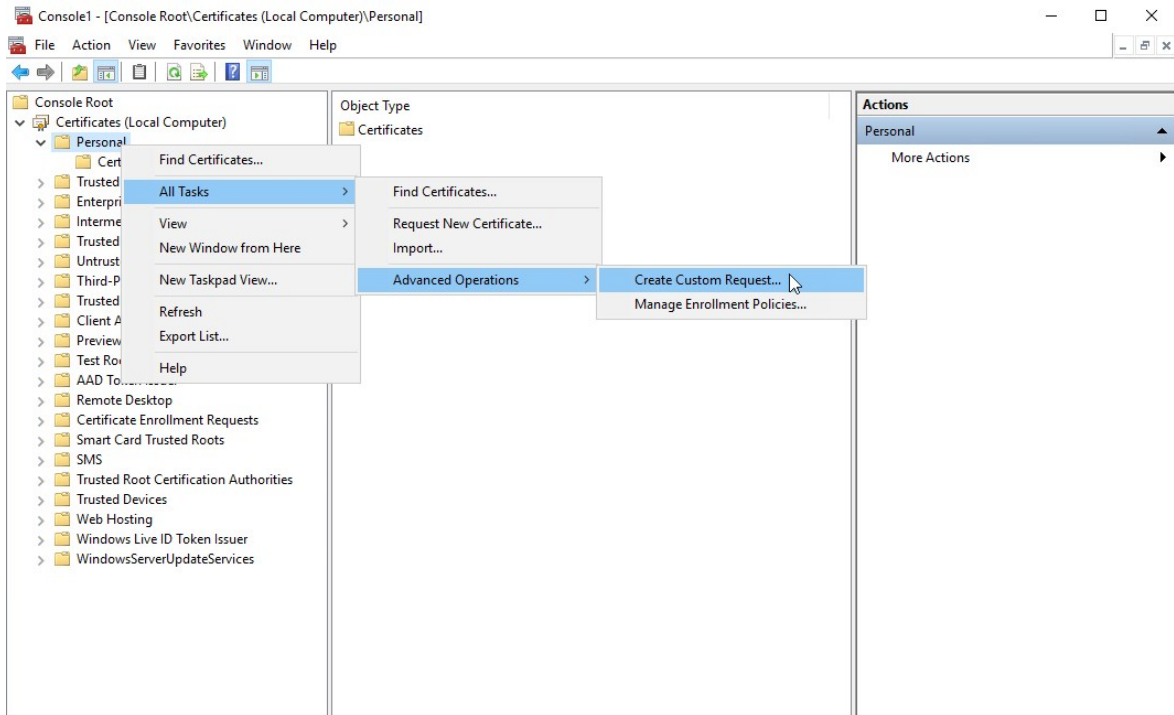 Console1 - [Console Root\Certificates (Local Computer)\Personal]
File Action View Favorites Window Help
Console Root
Certificates (Local Computer)
Personal
Cert
Trusted
Enterpri
Interme
Trusted
Untrust
Third-P
Trusted
Client A
Preview
Test Ro
AAD To
Remote Desktop
Certificate Enrollment Requests
Smart Card Trusted Roots
SMS
Trusted Root Certification Authorities
Trusted Devices
Web Hosting
Windows Live ID Token Issuer
WindowsServerUpdateServices
Find Certificates...
All Tasks
View
New Window from Here
New Taskpad View...
Refresh
Export List...
Help
Find Certificates...
Request New Certificate...
Import...
Advanced Operations
Create Custom Request...
Manage Enrollment Policies...
Object Type
Certificates
Actions
Personal
More Actions